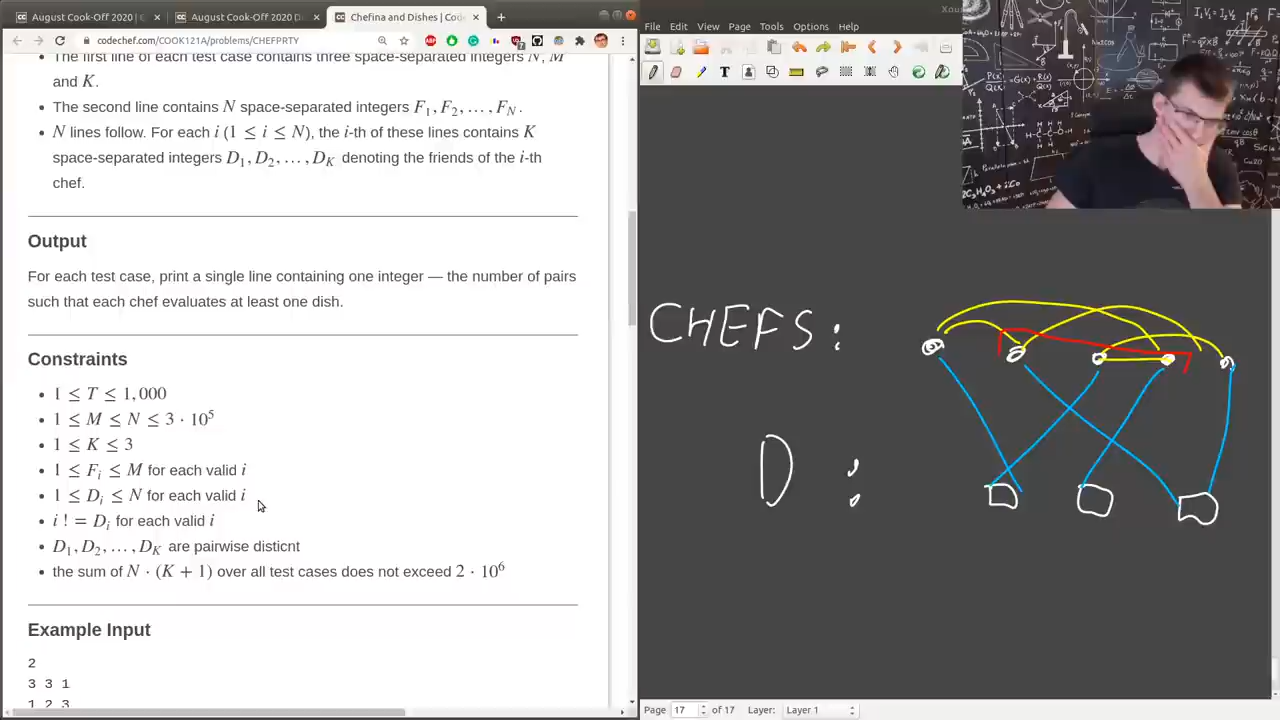 August Cook-Off 2020 |
August Cook-Off 2020 D
Chefina and Dishes | Cod
codechef.com/COOK121A/problems/CHEFPRTY
The first line of each test case contains three space-separated integers N, M
and K.
The second line contains N space-separated integers F1, F2, …, FN.
N lines follow. For each i (1 ≤ i ≤ N), the i-th of these lines contains K
space-separated integers D1, D2, …, DK denoting the friends of the i-th
chef.
Output
For each test case, print a single line containing one integer — the number of pairs
such that each chef evaluates at least one dish.
Constraints
1 ≤ T ≤ 1,000
1 ≤ M ≤ N ≤ 3 · 10^5
1 ≤ K ≤ 3
1 ≤ Fi ≤ M for each valid i
1 ≤ Di ≤ N for each valid i
i ! = Di for each valid i
D1, D2, …, DK are pairwise disticnt
the sum of N · (K + 1) over all test cases does not exceed 2 · 10^6
Example Input
2
3 3 1
1 2 3
File Edit View Journal Tools Options Help
CHEFS:
D :
Page 17 of 17 Layer: Layer 1